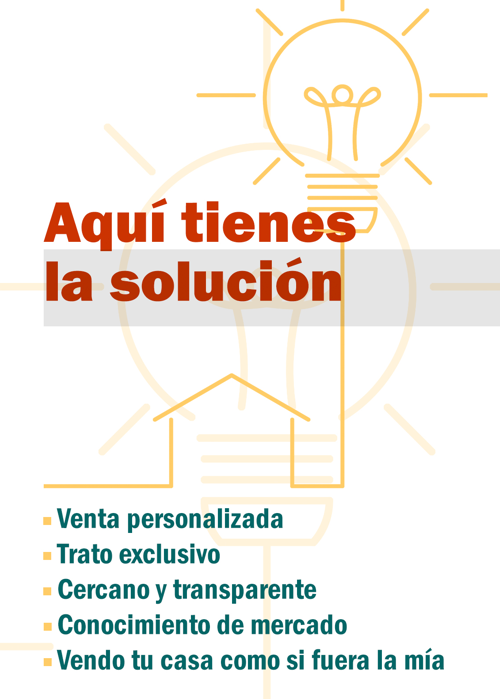 Aquí tienes
la solución
Venta personalizada
Trato exclusivo
Cercano y transparente
Conocimiento de mercado
Vendo tu casa como si fuera la mía